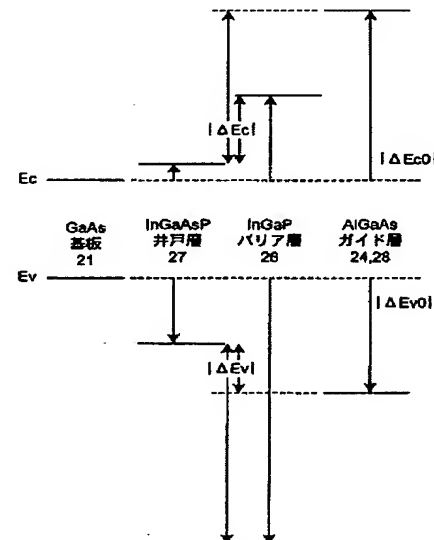 |ΔEc|
|ΔEc0|
Ec
GaAs
基板
21
InGaAsP
井戸層
27
InGaP
バリア層
26
AlGaAs
ガイド層
24,28
Ev
|ΔEv0|
|ΔEv|